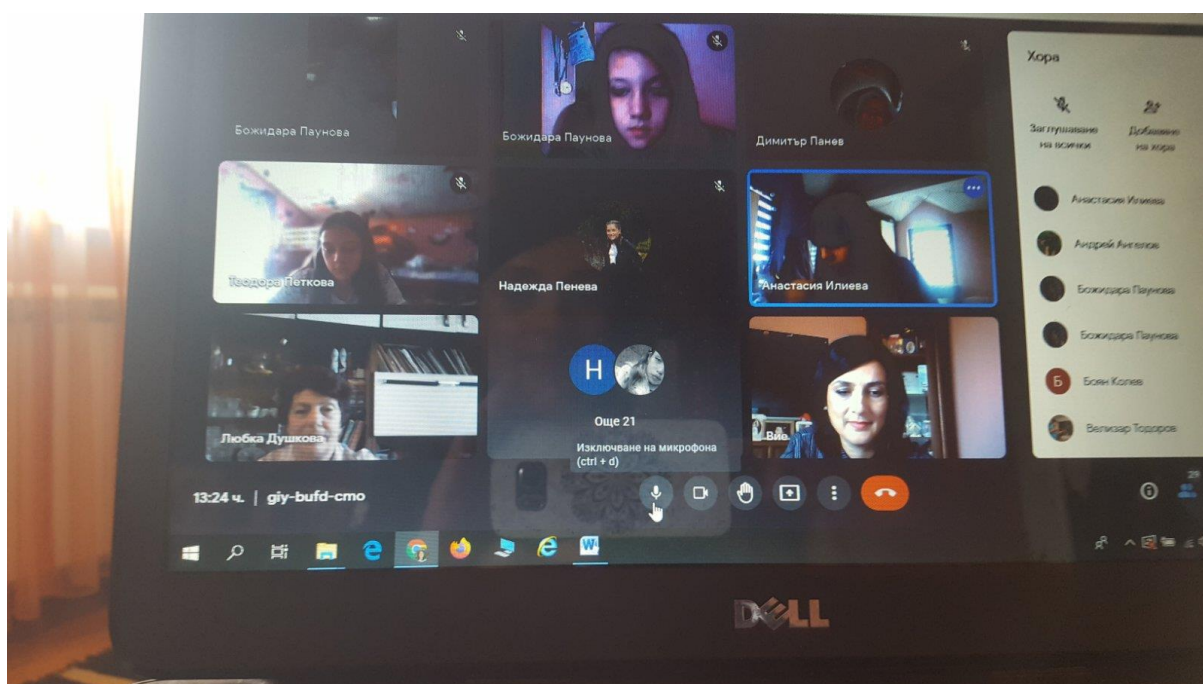 Божидара Паунова
Божидара Паунова
Димитър Панев
Теодора Петкова
Надежда Пенева
Анастасия Илиева
Любка Душкова
Н
Още 21
Вие
Изключване на микрофона
(ctrl + d)
13:24 ч. | giy-bufd-cmo
Хора
Заглушаване
на всички
Добавяне
на хора
Анастасия Илиева
Андрей Ангелов
Божидара Паунова
Божидара Паунова
Б
Боян Колев
Велизар Тодоров
29
W
DELL